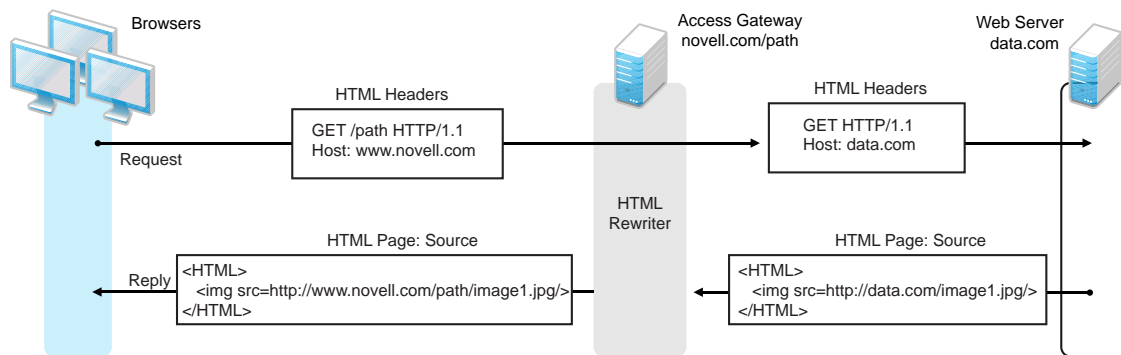 Browsers
Access Gateway
novell.com/path
Web Server
data.com
HTML Headers
GET /path HTTP/1.1
Host: www.novell.com
HTML Headers
GET HTTP/1.1
Host: data.com
Request
HTML
Rewriter
HTML Page: Source
HTML Page: Source
Reply
<HTML>
<img src=http://www.novell.com/path/image1.jpg/>
</HTML>
<HTML>
<img src=http://data.com/image1.jpg/>
</HTML>